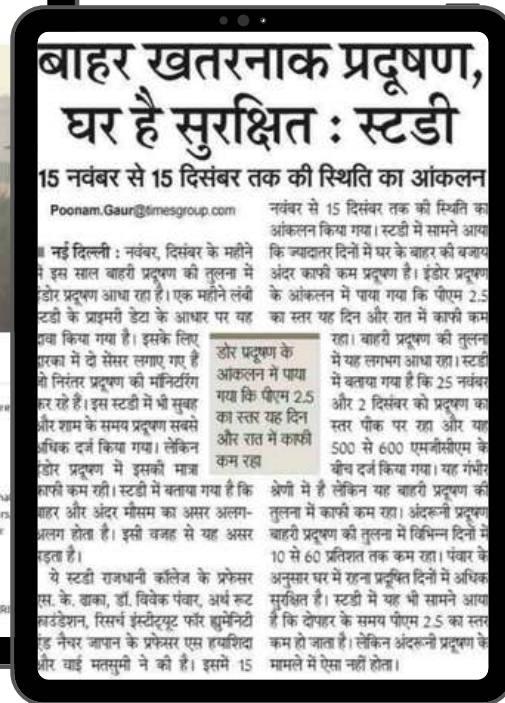 बाहर खतरनाक प्रदूषण,
घर है सुरक्षित : स्टडी
15 नवंबर से 15 दिसंबर तक की स्थिति का आंकलन
Poonam.Gaur@timesgroup.com
■ नई दिल्ली : नवंबर, दिसंबर के महीने
में इस साल बाहरी प्रदूषण की तुलना में
इंडोर प्रदूषण आधा रहा है। एक महीने लंबी
स्टडी के प्राइमरी डेटा के आधार पर यह
दावा किया गया है। इसके लिए
द्वारका में दो सेंसर लगाए गए हैं
जो निरंतर प्रदूषण की मॉनिटरिंग
कर रहे हैं। इस स्टडी में भी सुबह
और शाम के समय प्रदूषण सबसे
अधिक दर्ज किया गया। लेकिन
इंडोर प्रदूषण में इसकी मात्रा
काफी कम रही। स्टडी में बताया गया है कि
बाहर और अंदर मौसम का असर अलग-
अलग होता है। इसी वजह से यह असर
पड़ता है।
ये स्टडी राजधानी कॉलेज के प्रफेसर
एस. के. ढाका, डॉ. विवेक पंवार, अर्थ रूट
फाउंडेशन, रिसर्च इंस्टीट्यूट फॉर ह्यूमेनिटी
एंड नैचर जापान के प्रफेसर एस हयाशिदा
और वाई मतसुमी ने की है। इसमें 15
डोर प्रदूषण के
आंकलन में पाया
गया कि पीएम 2.5
का स्तर यह दिन
और रात में काफी
कम रहा
नवंबर से 15 दिसंबर तक की स्थिति का
आंकलन किया गया। स्टडी में सामने आया
कि ज्यादातर दिनों में घर के बाहर की बजाय
अंदर काफी कम प्रदूषण है। इंडोर प्रदूषण
के आंकलन में पाया गया कि पीएम 2.5
का स्तर यह दिन और रात में काफी कम
रहा। बाहरी प्रदूषण की तुलना
में यह लगभग आधा रहा। स्टडी
में बताया गया है कि 25 नवंबर
और 2 दिसंबर को प्रदूषण का
स्तर पीक पर रहा और यह
500 से 600 एमजीसीएम के
बीच दर्ज किया गया। यह गंभीर
श्रेणी में है लेकिन यह बाहरी प्रदूषण की
तुलना में काफी कम रहा। अंदरूनी प्रदूषण
बाहरी प्रदूषण की तुलना में विभिन्न दिनों में
10 से 60 प्रतिशत तक कम रहा। पंवार के
अनुसार घर में रहना प्रदूषित दिनों में अधिक
सुरक्षित है। स्टडी में यह भी सामने आया
है कि दोपहर के समय पीएम 2.5 का स्तर
कम हो जाता है। लेकिन अंदरूनी प्रदूषण के
मामले में ऐसा नहीं होता।